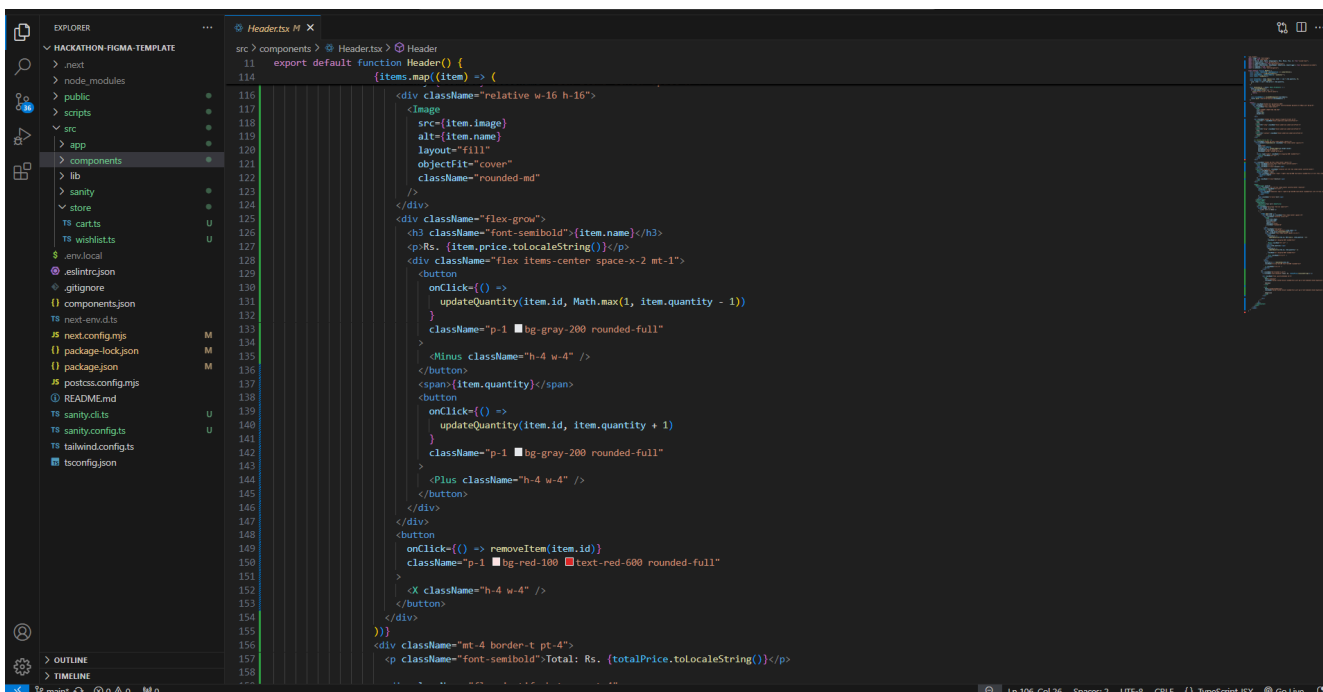 EXPLORER
HACKATHON-FIGMA-TEMPLATE
.next
node_modules
public
scripts
src
app
components
lib
sanity
store
TS cart.ts U
TS wishlist.ts U
$ .env.local
.eslintrc.json
.gitignore
{} components.json
TS next-env.d.ts
JS next.config.mjs M
{} package-lock.json M
{} package.json M
JS postcss.config.mjs
README.md
TS sanity.cli.ts U
TS sanity.config.ts U
TS tailwind.config.ts
tsconfig.json
OUTLINE
TIMELINE
36
Header.tsx M
src > components > Header.tsx > Header
11 export default function Header() {
114 {items.map((item) => (
116 <div className="relative w-16 h-16">
117 <Image
118 src={item.image}
119 alt={item.name}
120 layout="fill"
121 objectFit="cover"
122 className="rounded-md"
123 />
124 </div>
125 <div className="flex-grow">
126 <h3 className="font-semibold">{item.name}</h3>
127 <p>Rs. {item.price.toLocaleString()}</p>
128 <div className="flex items-center space-x-2 mt-1">
129 <button
130 onClick={() =>
131 updateQuantity(item.id, Math.max(1, item.quantity - 1))
132 }
133 className="p-1 bg-gray-200 rounded-full"
134 >
135 <Minus className="h-4 w-4" />
136 </button>
137 <span>{item.quantity}</span>
138 <button
139 onClick={() =>
140 updateQuantity(item.id, item.quantity + 1)
141 }
142 className="p-1 bg-gray-200 rounded-full"
143 >
144 <Plus className="h-4 w-4" />
145 </button>
146 </div>
147 </div>
148 <button
149 onClick={() => removeItem(item.id)}
150 className="p-1 bg-red-100 text-red-600 rounded-full"
151 >
152 <X className="h-4 w-4" />
153 </button>
154 </div>
155 ))}
156 <div className="mt-4 border-t pt-4">
157 <p className="font-semibold">Total: Rs. {totalPrice.toLocaleString()}</p>
158
Ln 106, Col 26 Spaces: 2 UTF-8 CRLF {} TypeScript JSX Go Live